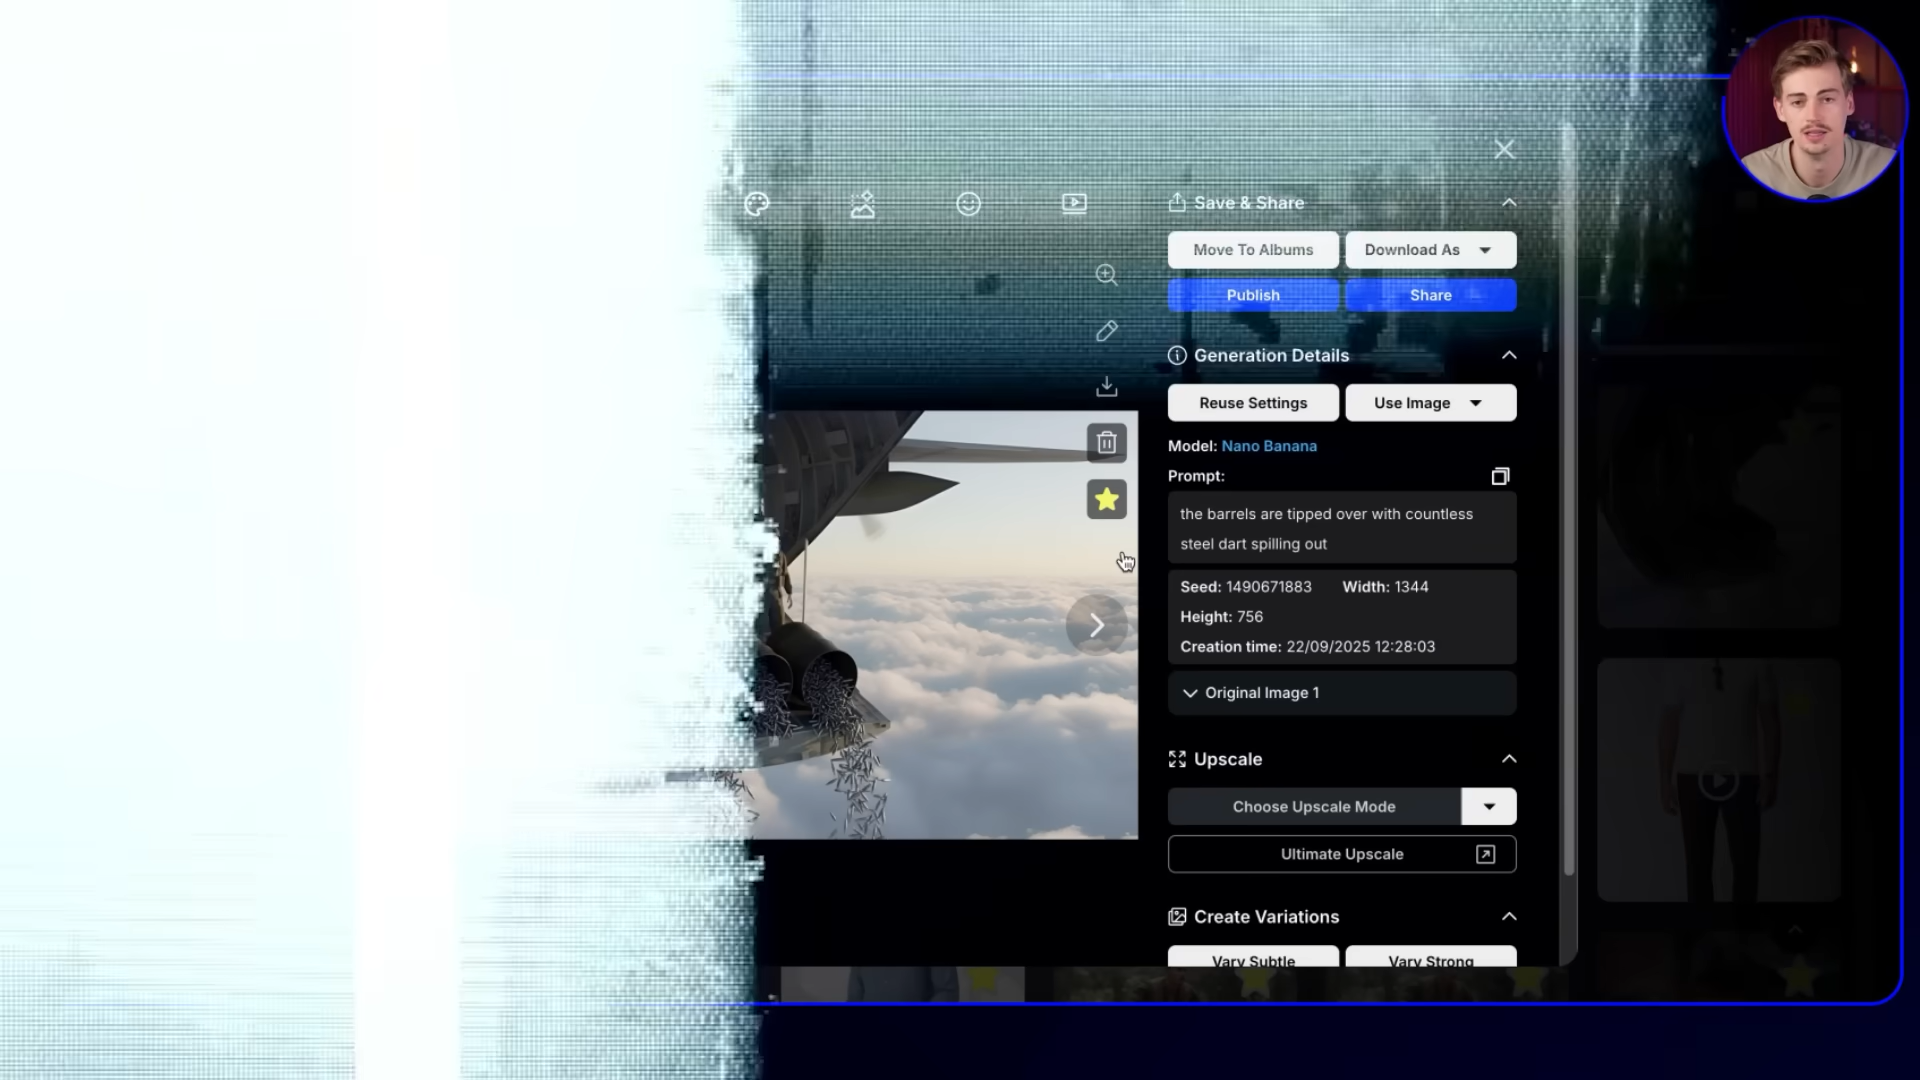 Save & Share
Move To Albums
Download As
Publish
Share
Generation Details
Reuse Settings
Use Image
Model: Nano Banana
Prompt:
the barrels are tipped over with countless
steel dart spilling out
Seed: 1490671883 Width: 1344
Height: 756
Creation time: 22/09/2025 12:28:03
Original Image 1
Upscale
Choose Upscale Mode
Ultimate Upscale
Create Variations
Vary Subtle
Vary Strong